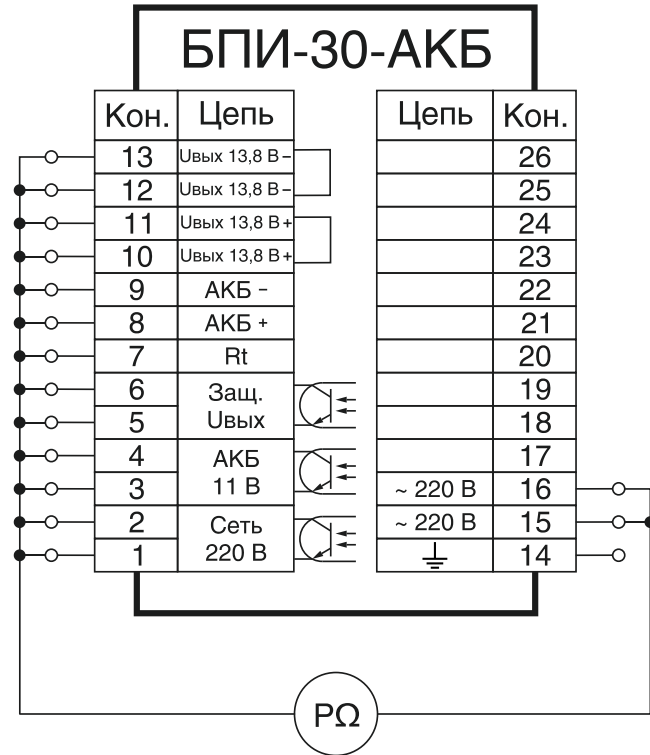 БПИ-30-АКБ
Кон. Цепь Цепь Кон.
13 Uвых 13,8 В – 26
12 Uвых 13,8 В – 25
11 Uвых 13,8 В + 24
10 Uвых 13,8 В + 23
9 АКБ – 22
8 АКБ + 21
7 Rt 20
6 Защ. 19
5 Uвых 18
4 АКБ 17
3 11 В ~ 220 В 16
2 Сеть ~ 220 В 15
1 220 В 14
РΩ